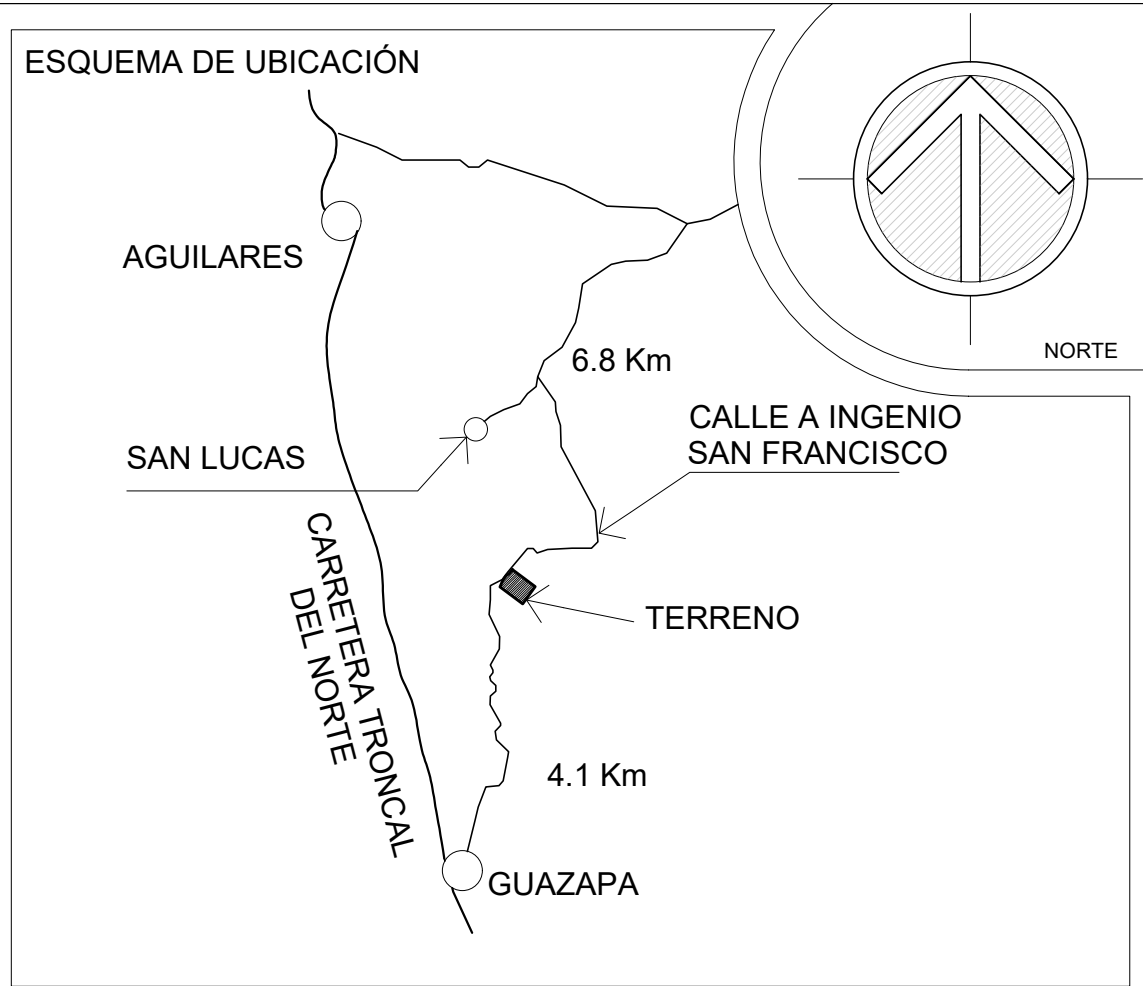 ESQUEMA DE UBICACIÓN
AGUILARES
NORTE
6.8 Km
CALLE A INGENIO
SAN FRANCISCO
SAN LUCAS
CARRETERA TRONCAL
DEL NORTE
TERRENO
4.1 Km
GUAZAPA